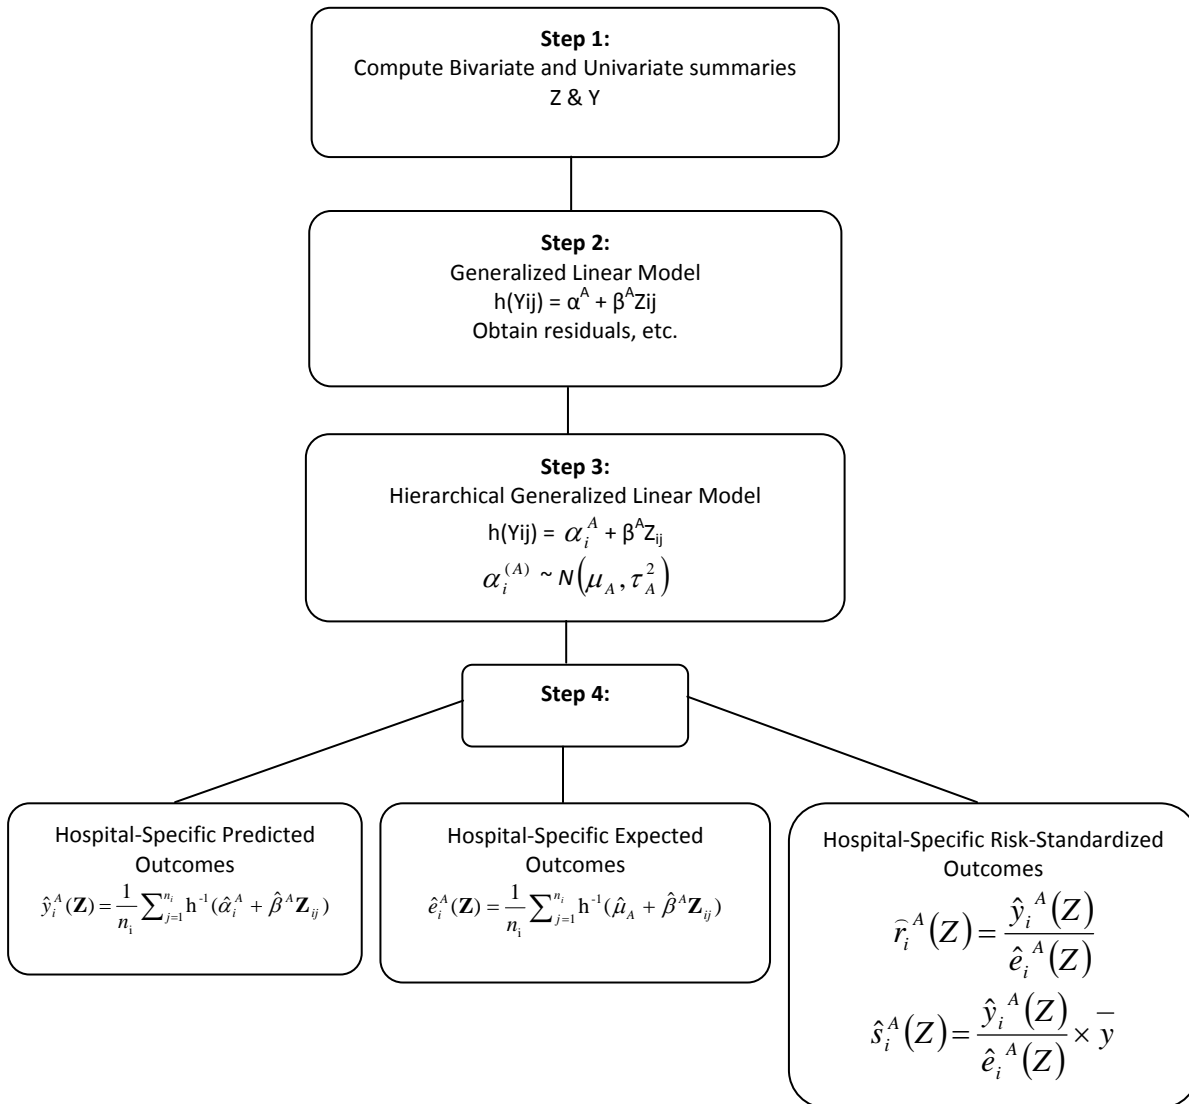 Step 1:
Compute Bivariate and Univariate summaries
Z & Y
Step 2:
Generalized Linear Model
h(Yij) = α^A + β^A Zij
Obtain residuals, etc.
Step 3:
Hierarchical Generalized Linear Model
h(Yij) = α_i^A + β^A Z_ij
α_i^(A) ~ N(μ_A, τ_A^2)
Step 4:
Hospital-Specific Predicted
Outcomes
ŷ_i^A(Z) = 1/n_i ∑_{j=1}^{n_i} h^-1(α̂_i^A + β̂^A Z_ij)
Hospital-Specific Expected
Outcomes
ê_i^A(Z) = 1/n_i ∑_{j=1}^{n_i} h^-1(μ̂_A + β̂^A Z_ij)
Hospital-Specific Risk-Standardized
Outcomes
r̂_i^A(Z) = ŷ_i^A(Z) / ê_i^A(Z)
ŝ_i^A(Z) = ŷ_i^A(Z) / ê_i^A(Z) × ȳ